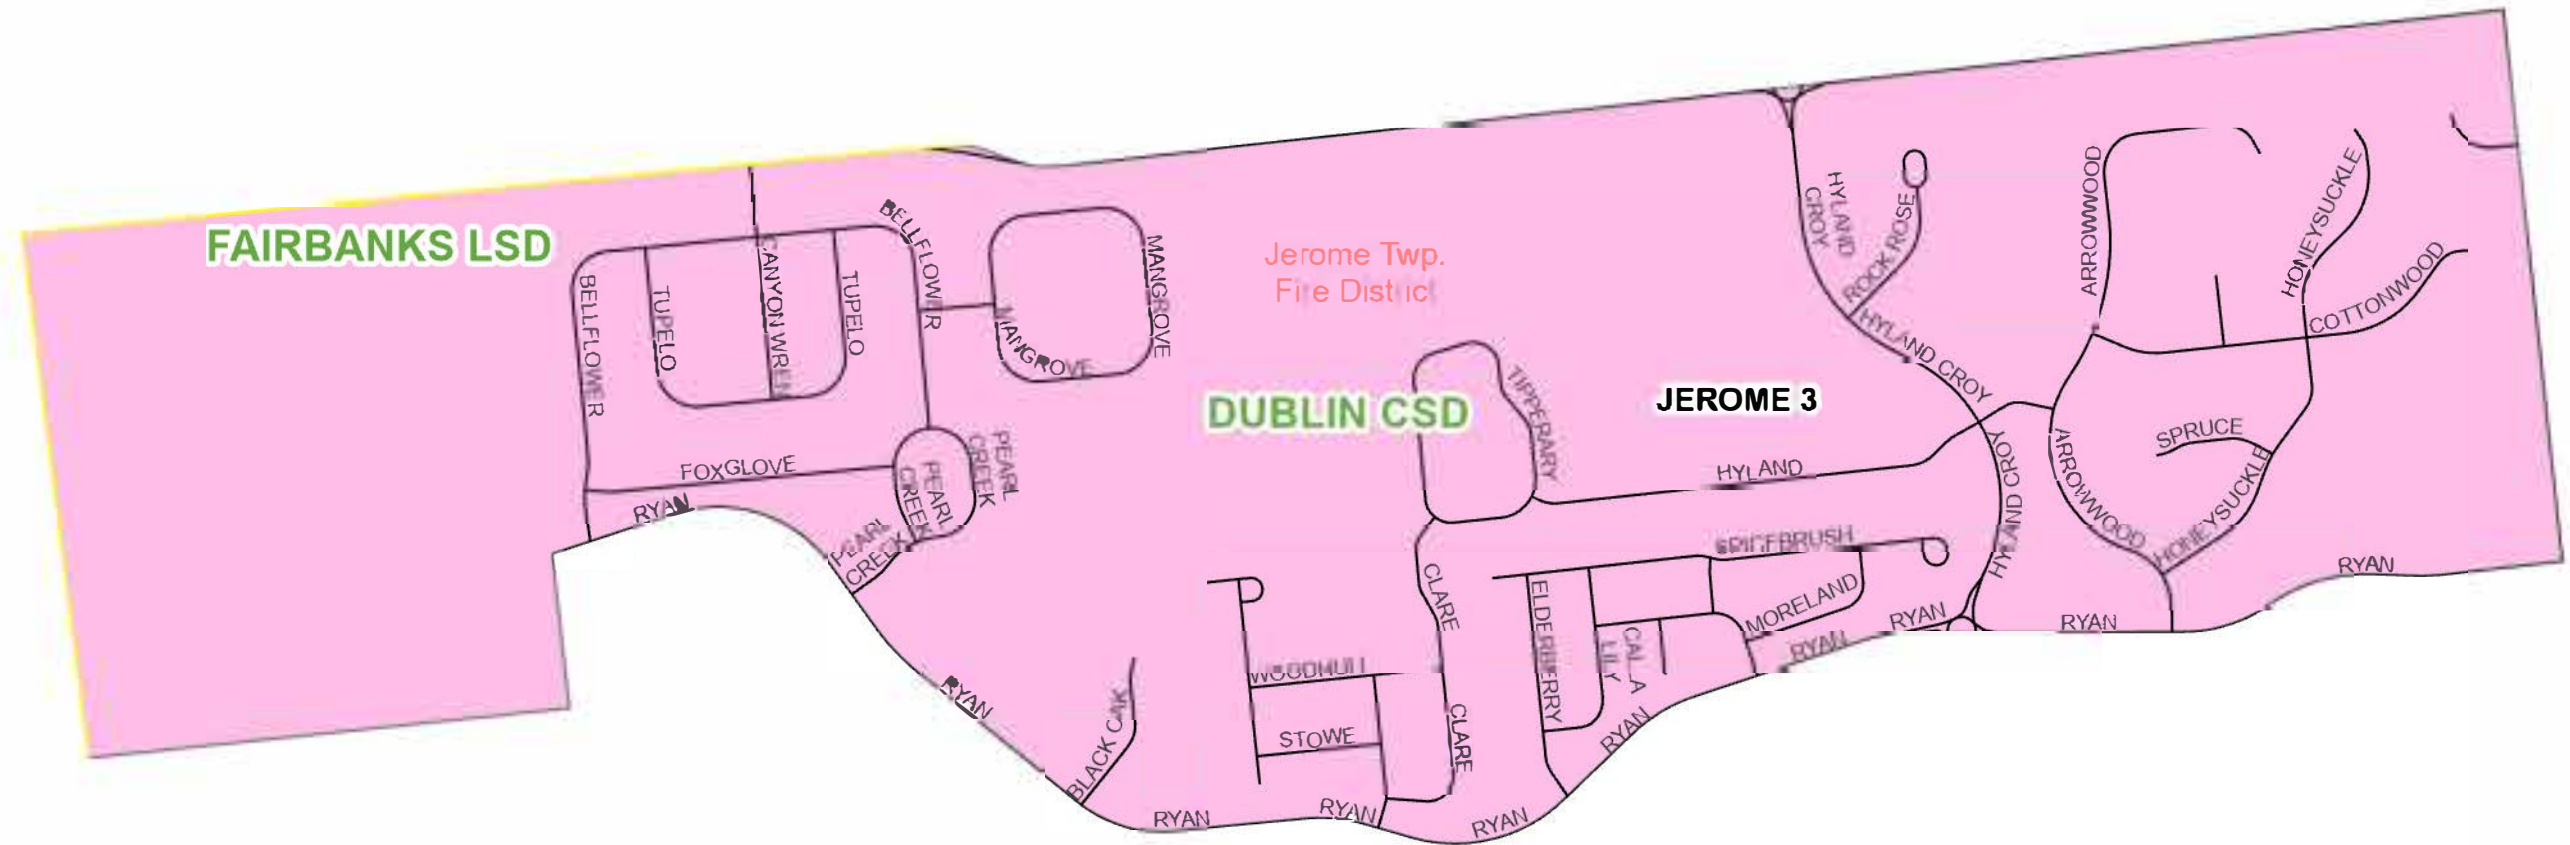 FAIRBANKS LSD
BELLFLOWER
TUPELO
CANYON WREN
TUPELO
BELLFLOWER
MANGROVE
MANGROVE
FOXGLOVE
RYAN
PEARL
CREEK
PEARL
CREEK
PEARL
CREEK
RYAN
BLACK OAK
Jerome Twp.
Fire District
DUBLIN CSD
TIPPERARY
JEROME 3
HYLAND
CROY
ROCK ROSE
HYLAND CROY
HYLAND CROY
HYLAND
ARROWWOOD
HONEYSUCKLE
COTTONWOOD
SPRUCE
ARROWWOOD
HONEYSUCKLE
SPICEBRUSH
MORELAND
CLARE
ELDERBERRY
CALLA
LILY
STOWE
CLARE
RYAN
RYAN
RYAN
RYAN
RYAN
RYAN
RYAN
RYAN